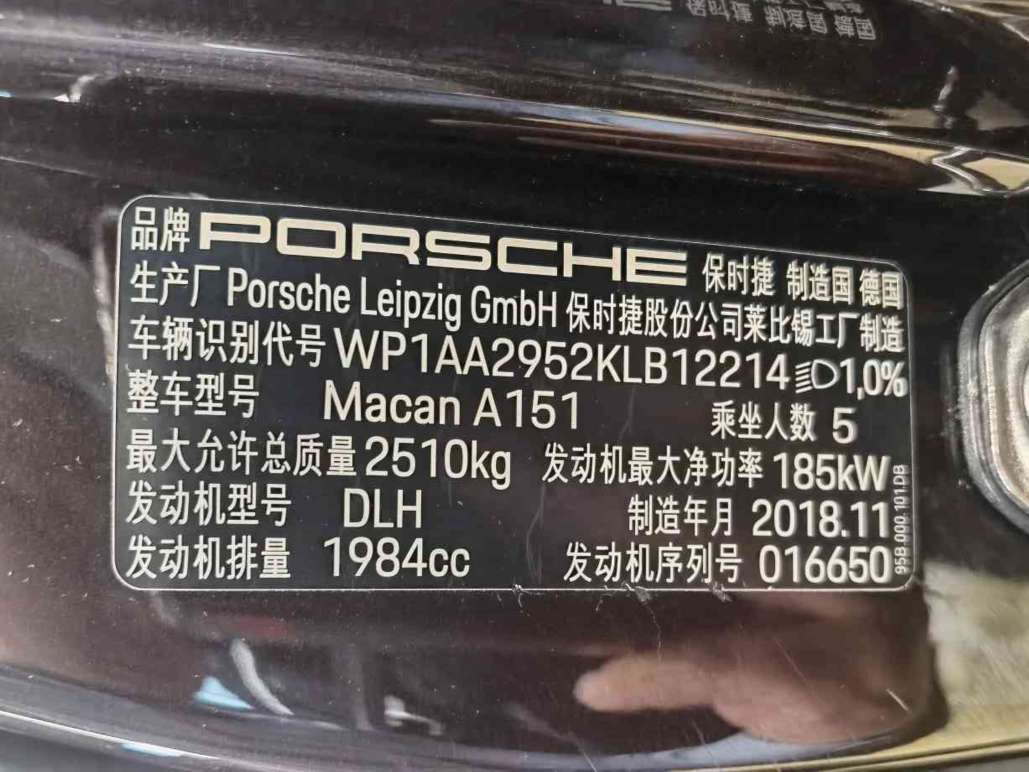 品牌 PORSCHE 保时捷 制造国 德国
生产厂 Porsche Leipzig GmbH 保时捷股份公司莱比锡工厂制造
车辆识别代号 WP1AA2952KLB12214 1,0%
整车型号 Macan A151 乘坐人数 5
最大允许总质量 2510kg 发动机最大净功率 185kW
发动机型号 DLH 制造年月 2018.11
发动机排量 1984cc 发动机序列号 016650
95B.000.101.DB